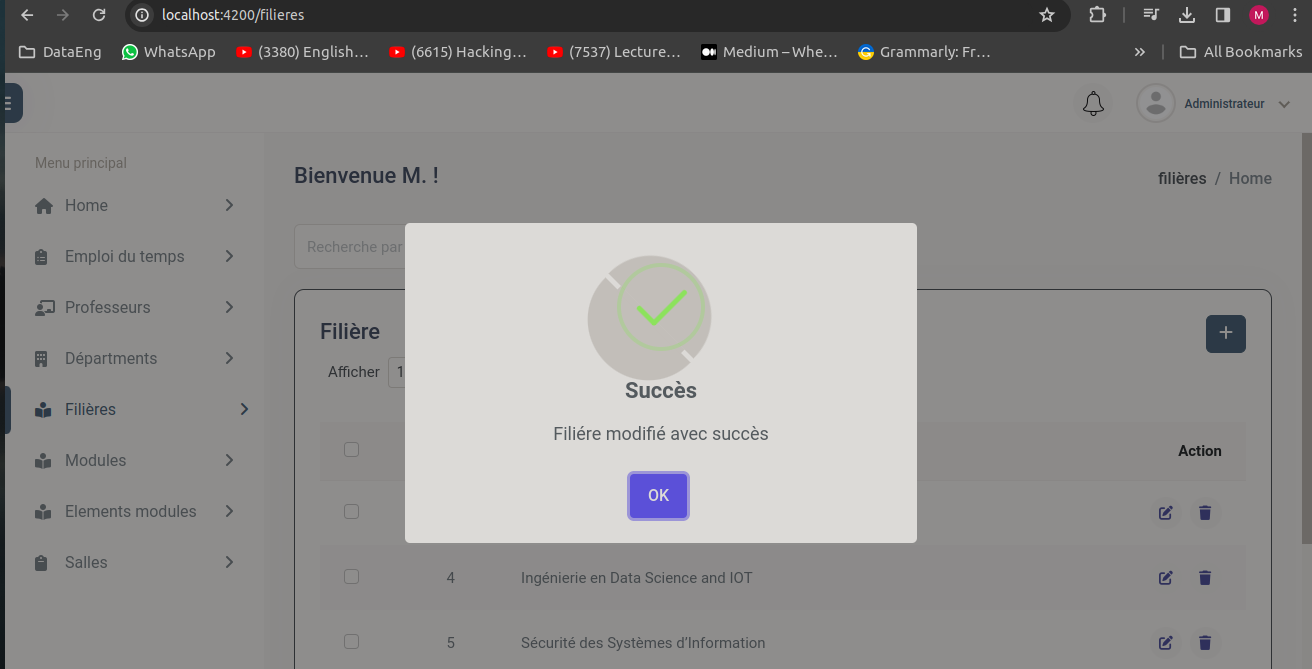 localhost:4200/filieres
M
DataEng
WhatsApp
(3380) English…
(6615) Hacking…
(7537) Lecture…
Medium – Whe…
Grammarly: Fr…
»
All Bookmarks
Administrateur
Menu principal
Home
Emploi du temps
Professeurs
Départments
Filières
Modules
Elements modules
Salles
Bienvenue M. !
filières / Home
Recherche par
Filière
+
Afficher 1
Action
4 Ingénierie en Data Science and IOT
5 Sécurité des Systèmes d'Information
Succès
Filiére modifié avec succès
OK